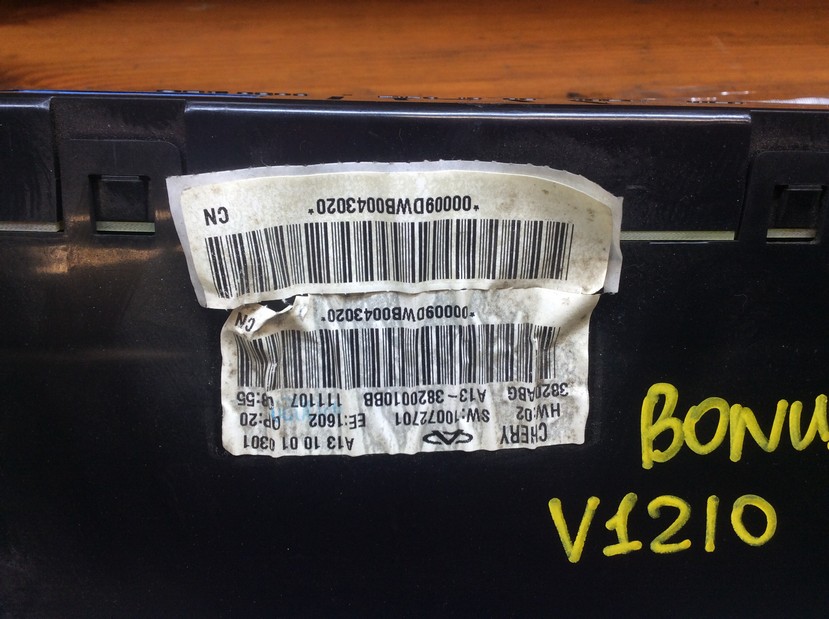 CHERY A13 10 01 0301
HW:02 SW:10072701 EE:1602 OP:20
3820ABG A13-3820010BB 111107 :55
*00009DWB0043020* CN
*00009DWB0043020* CN
BONU
V1210